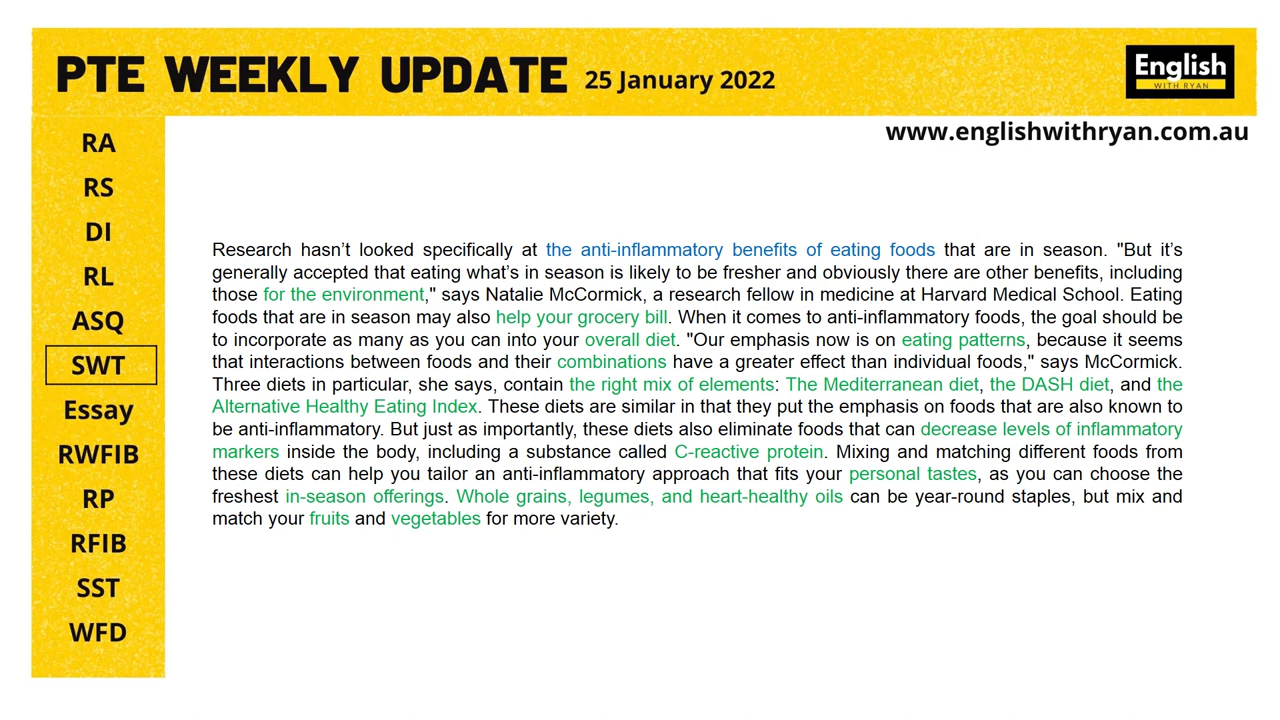 PTE WEEKLY UPDATE 25 January 2022
English
WITH RYAN
www.englishwithryan.com.au
RA
RS
DI
RL
ASQ
SWT
Essay
RWFIB
RP
RFIB
SST
WFD
Research hasn’t looked specifically at the anti-inflammatory benefits of eating foods that are in season. "But it’s
generally accepted that eating what’s in season is likely to be fresher and obviously there are other benefits, including
those for the environment," says Natalie McCormick, a research fellow in medicine at Harvard Medical School. Eating
foods that are in season may also help your grocery bill. When it comes to anti-inflammatory foods, the goal should be
to incorporate as many as you can into your overall diet. "Our emphasis now is on eating patterns, because it seems
that interactions between foods and their combinations have a greater effect than individual foods," says McCormick.
Three diets in particular, she says, contain the right mix of elements: The Mediterranean diet, the DASH diet, and the
Alternative Healthy Eating Index. These diets are similar in that they put the emphasis on foods that are also known to
be anti-inflammatory. But just as importantly, these diets also eliminate foods that can decrease levels of inflammatory
markers inside the body, including a substance called C-reactive protein. Mixing and matching different foods from
these diets can help you tailor an anti-inflammatory approach that fits your personal tastes, as you can choose the
freshest in-season offerings. Whole grains, legumes, and heart-healthy oils can be year-round staples, but mix and
match your fruits and vegetables for more variety.